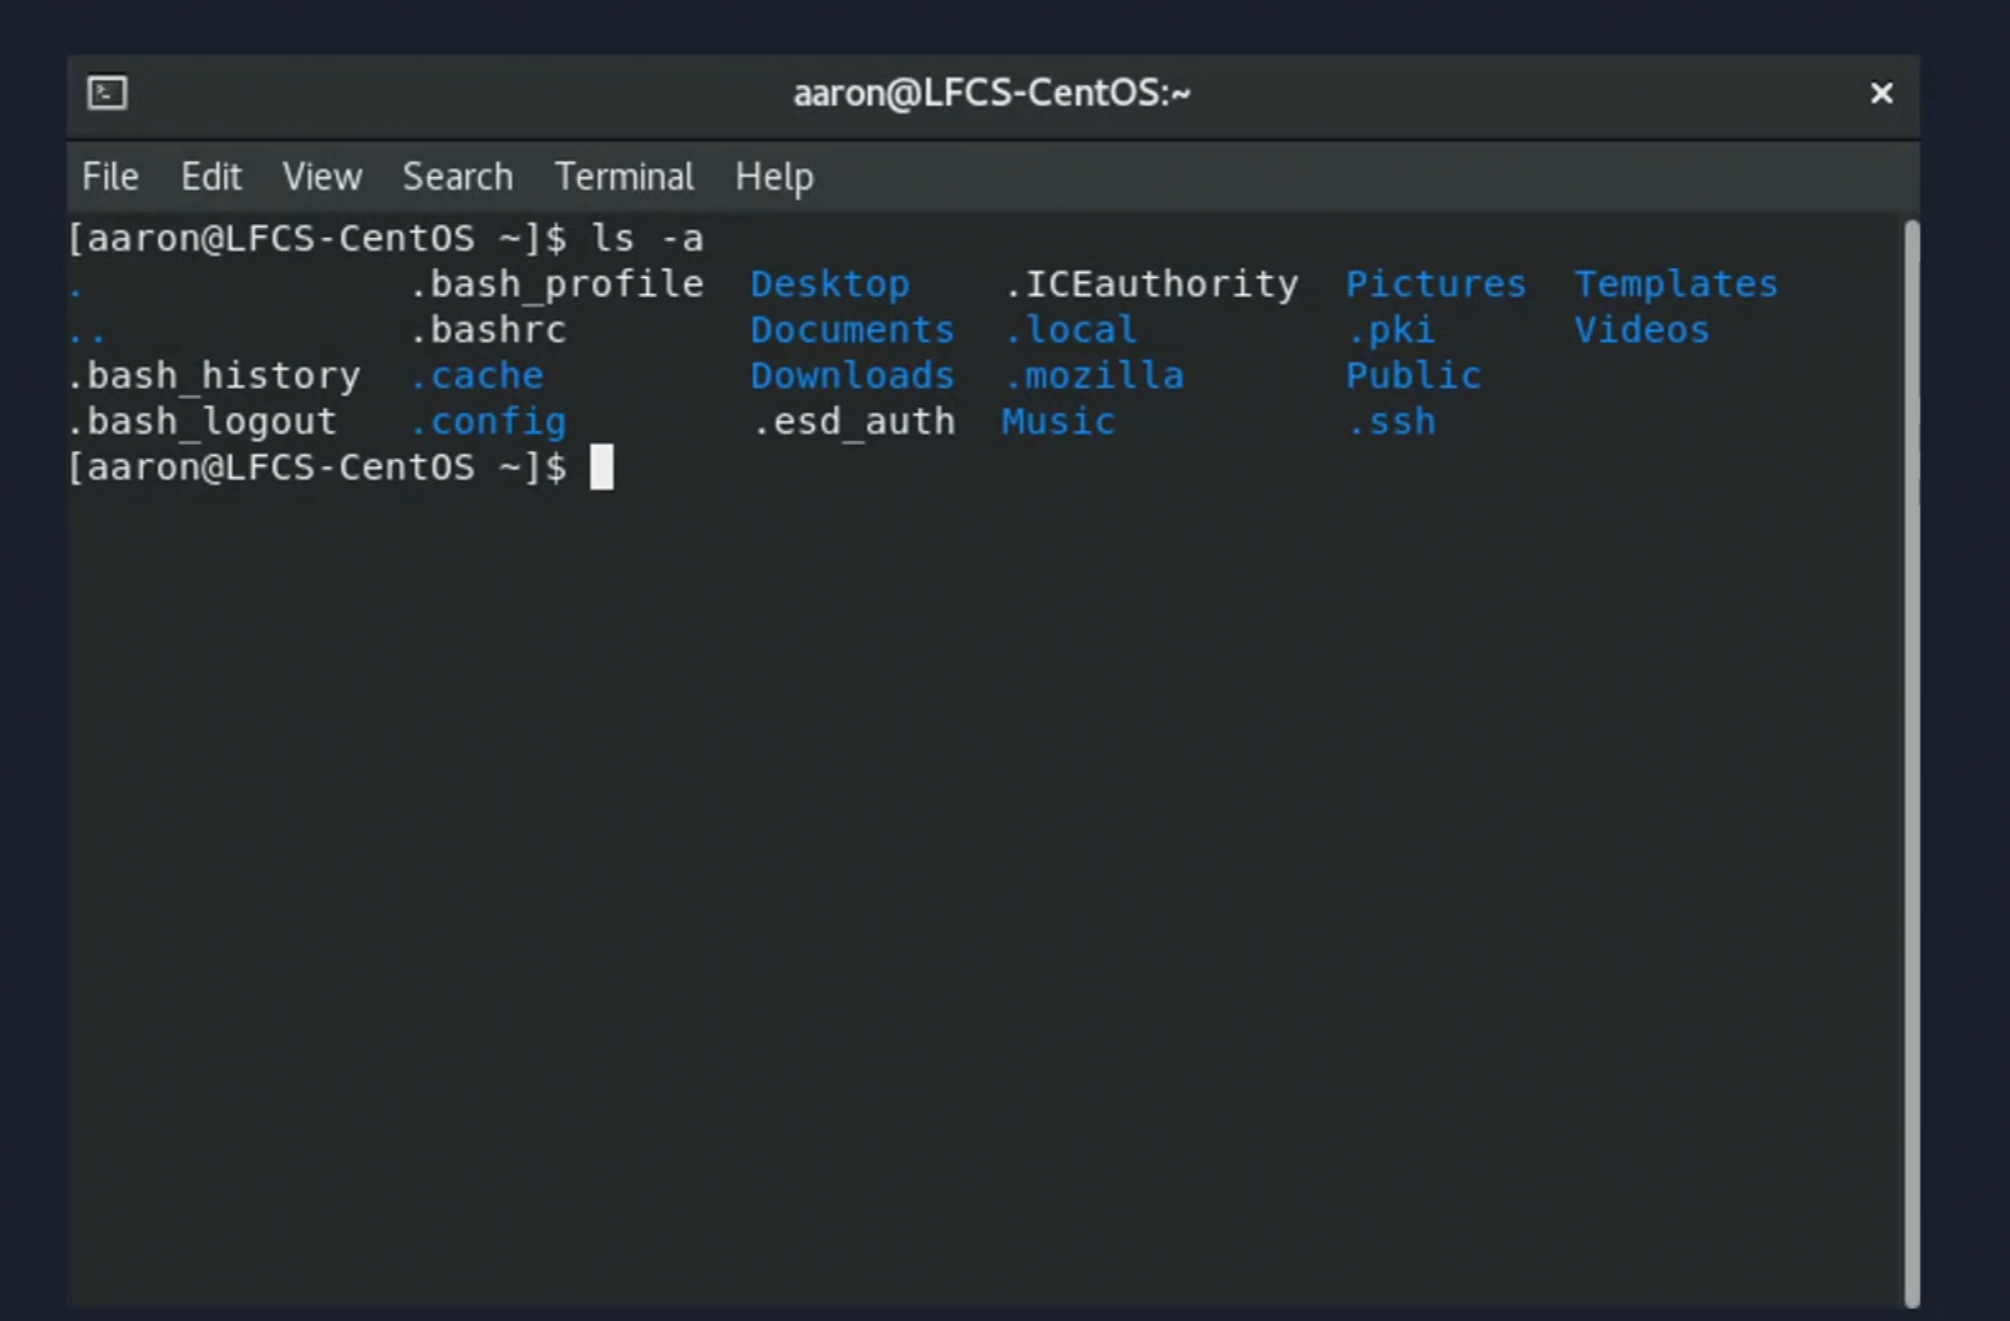 aaron@LFCS-CentOS:~
File Edit View Search Terminal Help
[aaron@LFCS-CentOS ~]$ ls -a
. .bash_profile Desktop .ICEauthority Pictures Templates
.. .bashrc Documents .local .pki Videos
.bash_history .cache Downloads .mozilla Public
.bash_logout .config .esd_auth Music .ssh
[aaron@LFCS-CentOS ~]$